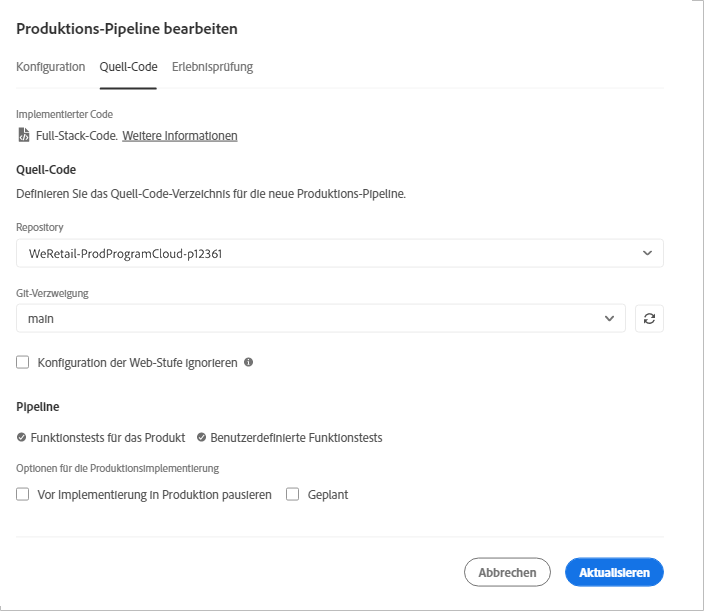 Produktions-Pipeline bearbeiten
Konfiguration Quell-Code Erlebnisprüfung
Implementierter Code
Full-Stack-Code. Weitere Informationen
Quell-Code
Definieren Sie das Quell-Code-Verzeichnis für die neue Produktions-Pipeline.
Repository
WeRetail-ProdProgramCloud-p12361
Git-Verzweigung
main
Konfiguration der Web-Stufe ignorieren
Pipeline
Funktionstests für das Produkt Benutzerdefinierte Funktionstests
Optionen für die Produktionsimplementierung
Vor Implementierung in Produktion pausieren Geplant
Abbrechen Aktualisieren